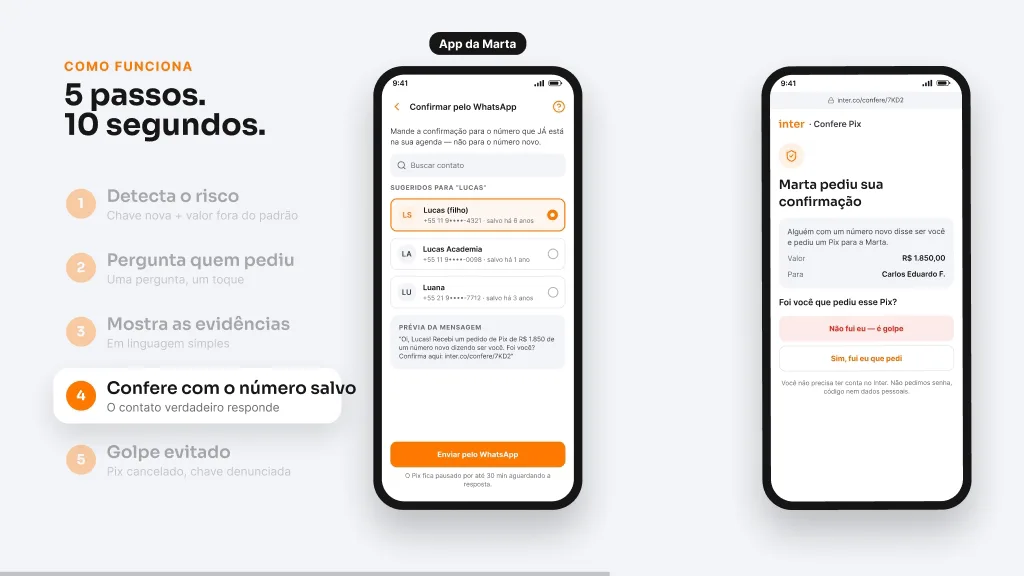 COMO FUNCIONA
5 passos.
10 segundos.
1
Detecta o risco
Chave nova + valor fora do padrão
2
Pergunta quem pediu
Uma pergunta, um toque
3
Mostra as evidências
Em linguagem simples
4
Confere com o número salvo
O contato verdadeiro responde
5
Golpe evitado
Pix cancelado, chave denunciada
App da Marta
9:41
Confirmar pelo WhatsApp
?
Mande a confirmação para o número que JÁ está
na sua agenda — não para o número novo.
Buscar contato
SUGERIDOS PARA "LUCAS"
LS
Lucas (filho)
+55 11 9••••-4321 · salvo há 6 anos
LA
Lucas Academia
+55 11 9••••-0098 · salvo há 1 ano
LU
Luana
+55 21 9••••-7712 · salvo há 3 anos
PRÉVIA DA MENSAGEM
"Oi, Lucas! Recebi um pedido de Pix de R$ 1.850 de
um número novo dizendo ser você. Foi você?
Confirma aqui: inter.co/confere/7KD2"
Enviar pelo WhatsApp
O Pix fica pausado por até 30 min aguardando a
resposta.
9:41
inter.co/confere/7KD2
inter · Confere Pix
Marta pediu sua
confirmação
Alguém com um número novo disse ser você
e pediu um Pix para a Marta.
Valor R$ 1.850,00
Para Carlos Eduardo F.
Foi você que pediu esse Pix?
Não fui eu — é golpe
Sim, fui eu que pedi
Você não precisa ter conta no Inter. Não pedimos senha,
código nem dados pessoais.